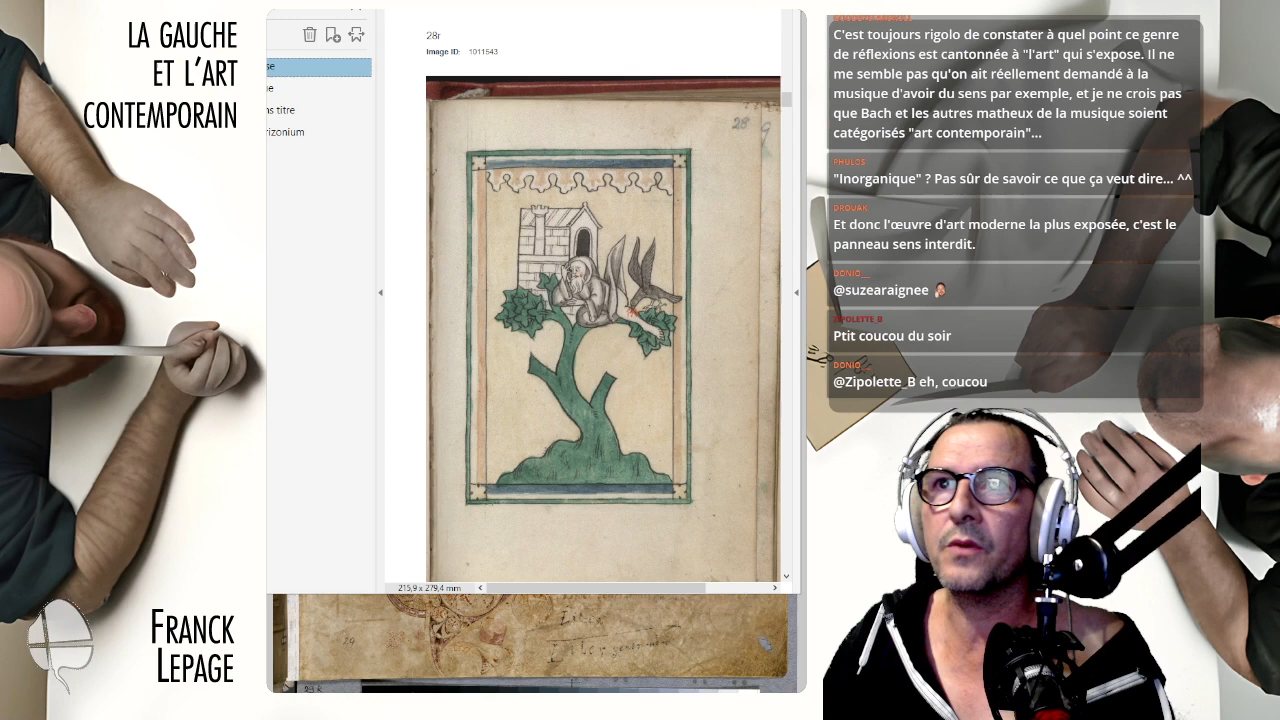 LA GAUCHE
ET L'ART
CONTEMPORAIN
FRANCK
LEPAGE
se
ue
ns titre
rizonium
28r
Image ID: 1011543
28
215,9 x 279,4 mm
C'est toujours rigolo de constater à quel point ce genre
de réflexions est cantonnée à "l'art" qui s'expose. Il ne
me semble pas qu'on ait réellement demandé à la
musique d'avoir du sens par exemple, et je ne crois pas
que Bach et les autres matheux de la musique soient
catégorisés "art contemporain"...
PHULOS
"Inorganique" ? Pas sûr de savoir ce que ça veut dire... ^^
DROUAK
Et donc l'œuvre d'art moderne la plus exposée, c'est le
panneau sens interdit.
DONIO__
@suzearaignee
ZIPOLETTE_B
Ptit coucou du soir
DONIO__
@Zipolette_B eh, coucou